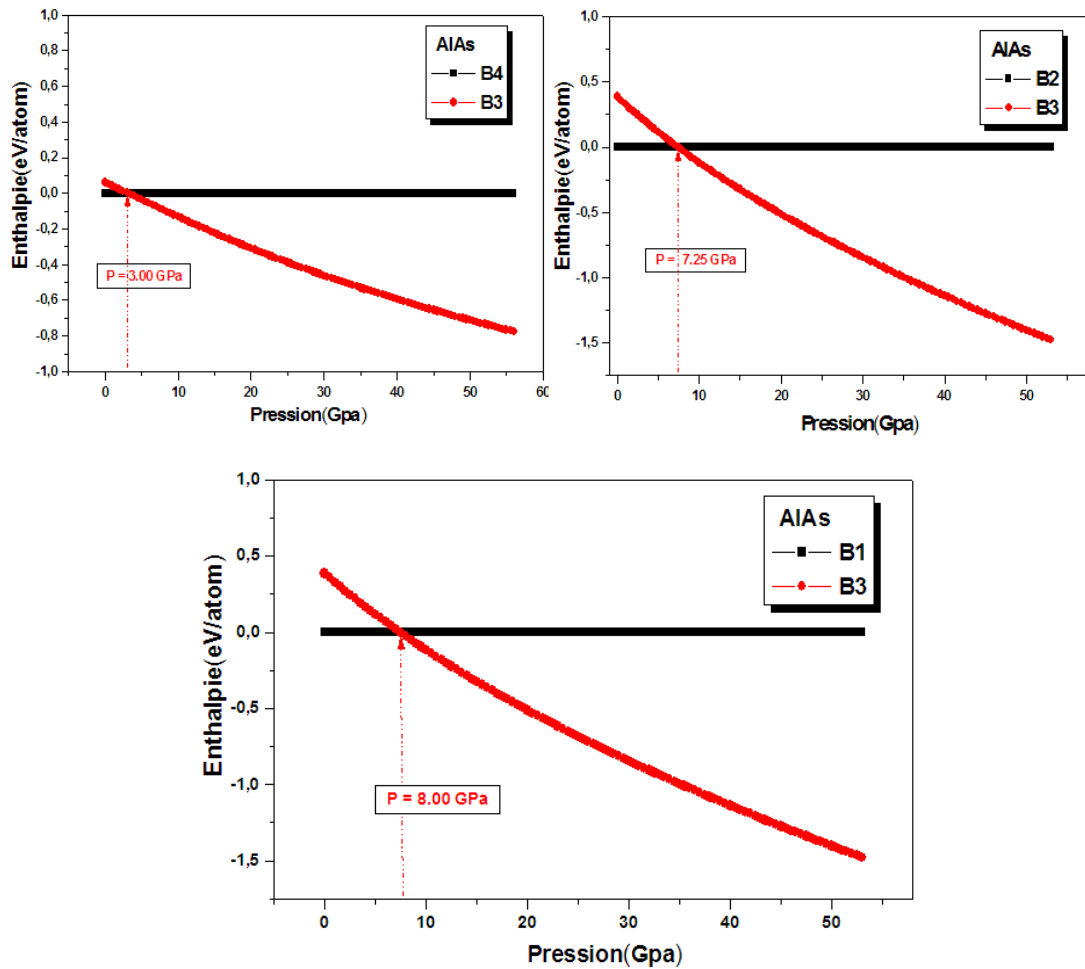 1,0
0,8
0,6
0,4
0,2
0,0
-0,2
-0,4
-0,6
-0,8
-1,0
Enthalpie(eV/atom)
AlAs
B4
B3
P = 3.00 GPa
0
10
20
30
40
50
60
Pression(Gpa)
1,0
0,5
0,0
-0,5
-1,0
-1,5
Enthalpie(eV/atom)
AlAs
B2
B3
P = 7.25 GPa
0
10
20
30
40
50
Pression(Gpa)
1,0
0,5
0,0
-0,5
-1,0
-1,5
Enthalpie(eV/atom)
AlAs
B1
B3
P = 8.00 GPa
0
10
20
30
40
50
Pression(Gpa)